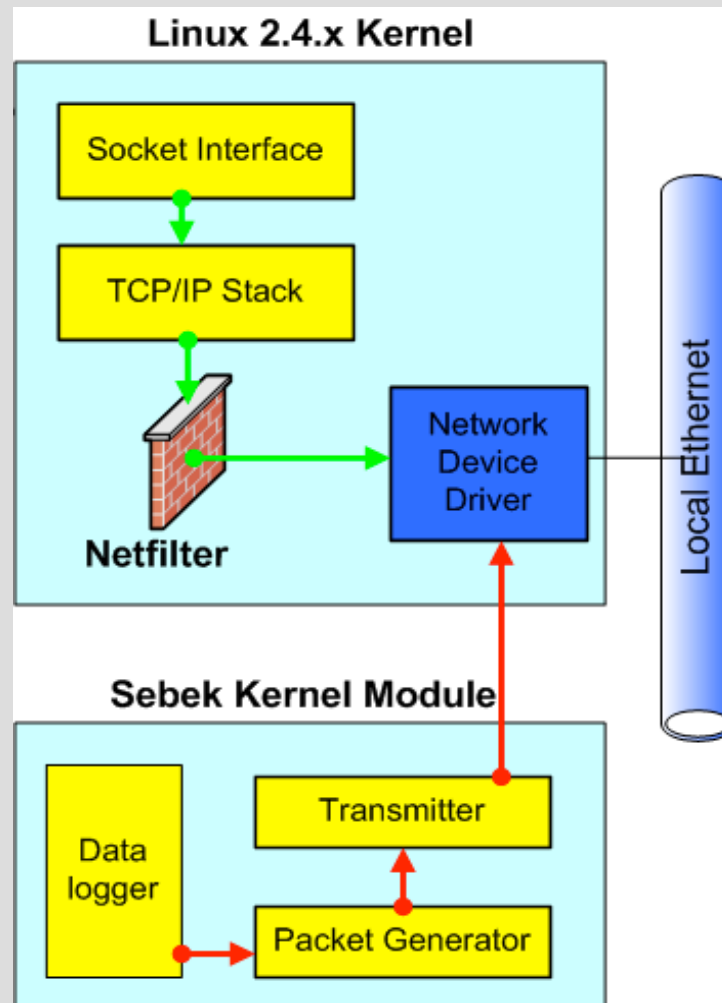 Linux 2.4.x Kernel
Socket Interface
TCP/IP Stack
Netfilter
Network
Device
Driver
Local Ethernet
Sebek Kernel Module
Data
logger
Transmitter
Packet Generator